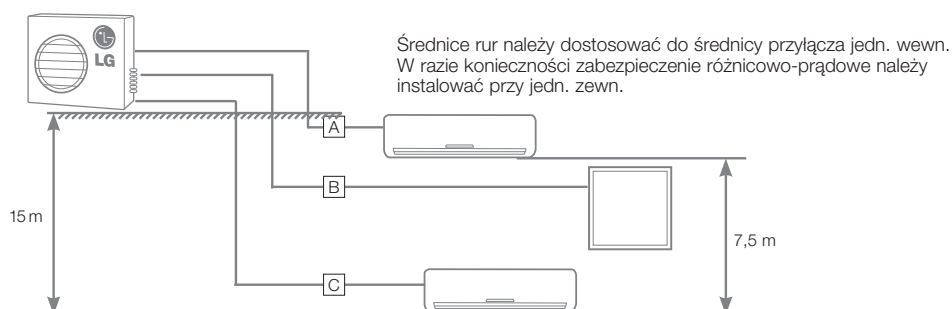 LG
LG
Średnice rur należy dostosować do średnicy przyłącza jedn. wewn.
W razie konieczności zabezpieczenie różnicowo-prądowe należy
instalować przy jedn. zewn.
A
B
15 m
7,5 m
C